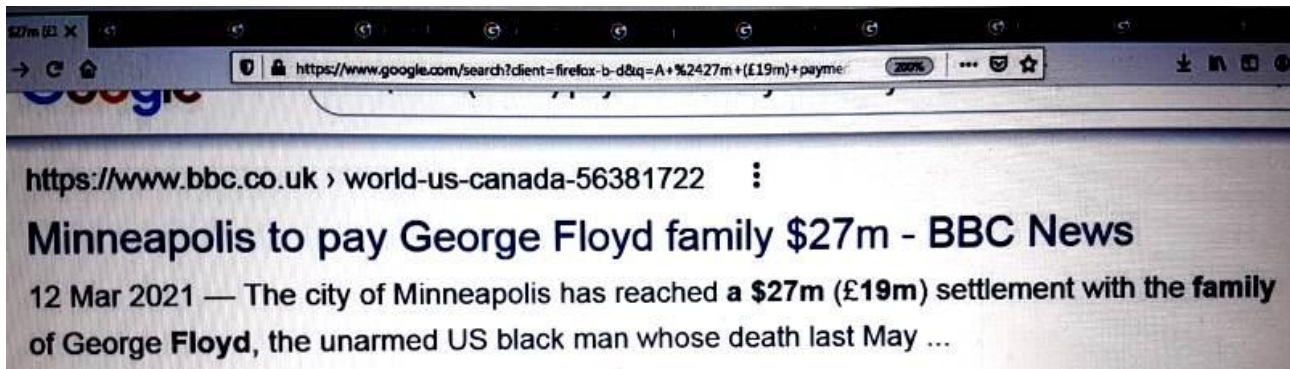 $27m (£1
https://www.google.com/search?client=firefox-b-d&q=A+%2427m+(£19m)+payme
200%
Google
https://www.bbc.co.uk › world-us-canada-56381722
Minneapolis to pay George Floyd family $27m - BBC News
12 Mar 2021 — The city of Minneapolis has reached a $27m (£19m) settlement with the family
of George Floyd, the unarmed US black man whose death last May ...